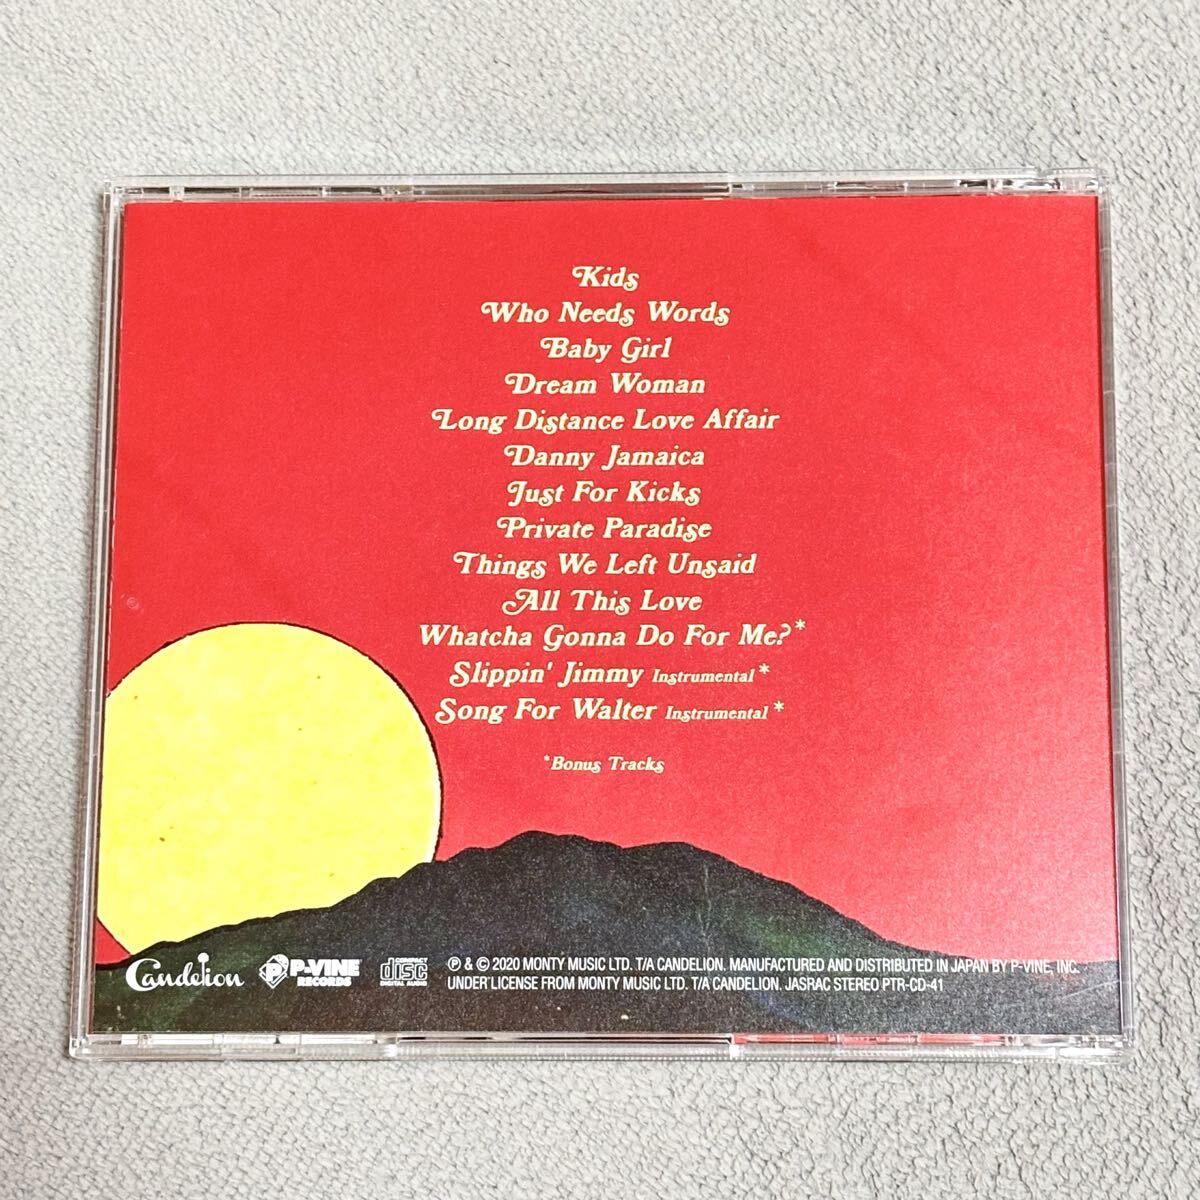 Kids
Who Needs Words
Baby Girl
Dream Woman
Long Distance Love Affair
Danny Jamaica
Just For Kicks
Private Paradise
Things We Left Unsaid
All This Love
Whatcha Gonna Do For Me?*
Slippin' Jimmy Instrumental*
Song For Walter Instrumental*
*Bonus Tracks
Candelion
P P-VINE
RECORDS
COMPACT
disc
DIGITAL AUDIO
℗ & © 2020 MONTY MUSIC LTD. T/A CANDELION. MANUFACTURED AND DISTRIBUTED IN JAPAN BY P-VINE, INC.
UNDER LICENSE FROM MONTY MUSIC LTD. T/A CANDELION. JASRAC STEREO PTR-CD-41